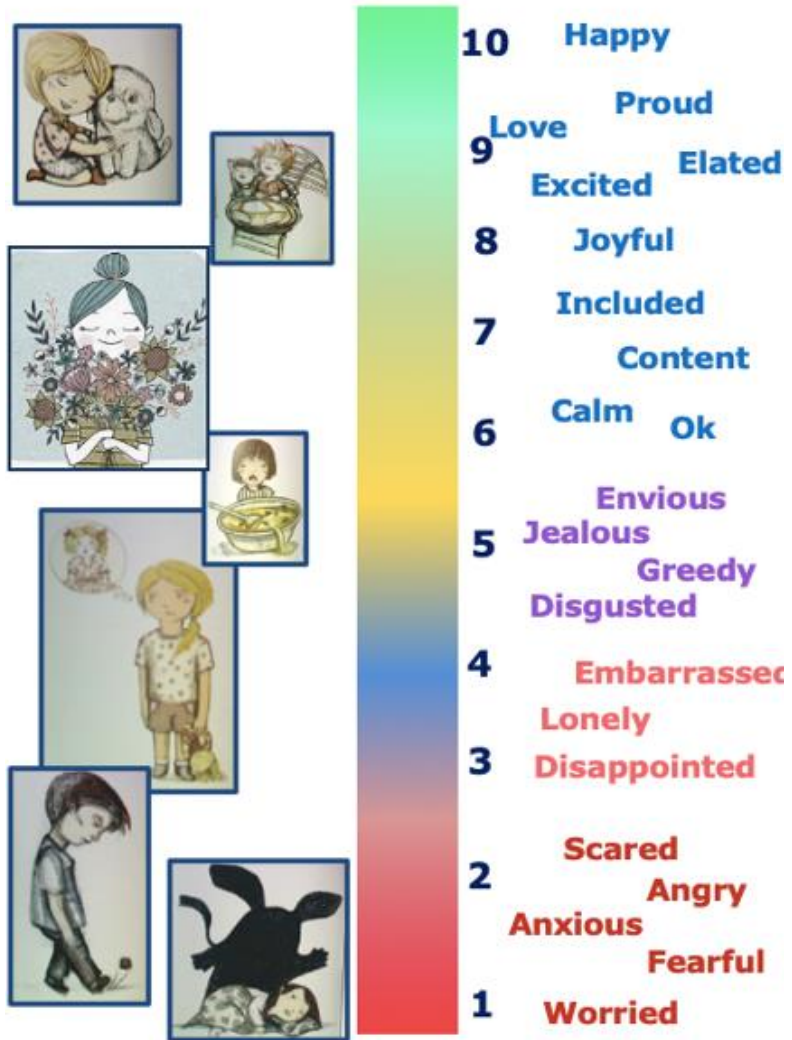 10 Happy
Proud
Love
9
Elated
Excited
8 Joyful
Included
7
Content
Calm
6 Ok
Envious
Jealous
5
Greedy
Disgusted
4
Embarrassed
Lonely
3 Disappointed
Scared
2
Angry
Anxious
Fearful
1 Worried